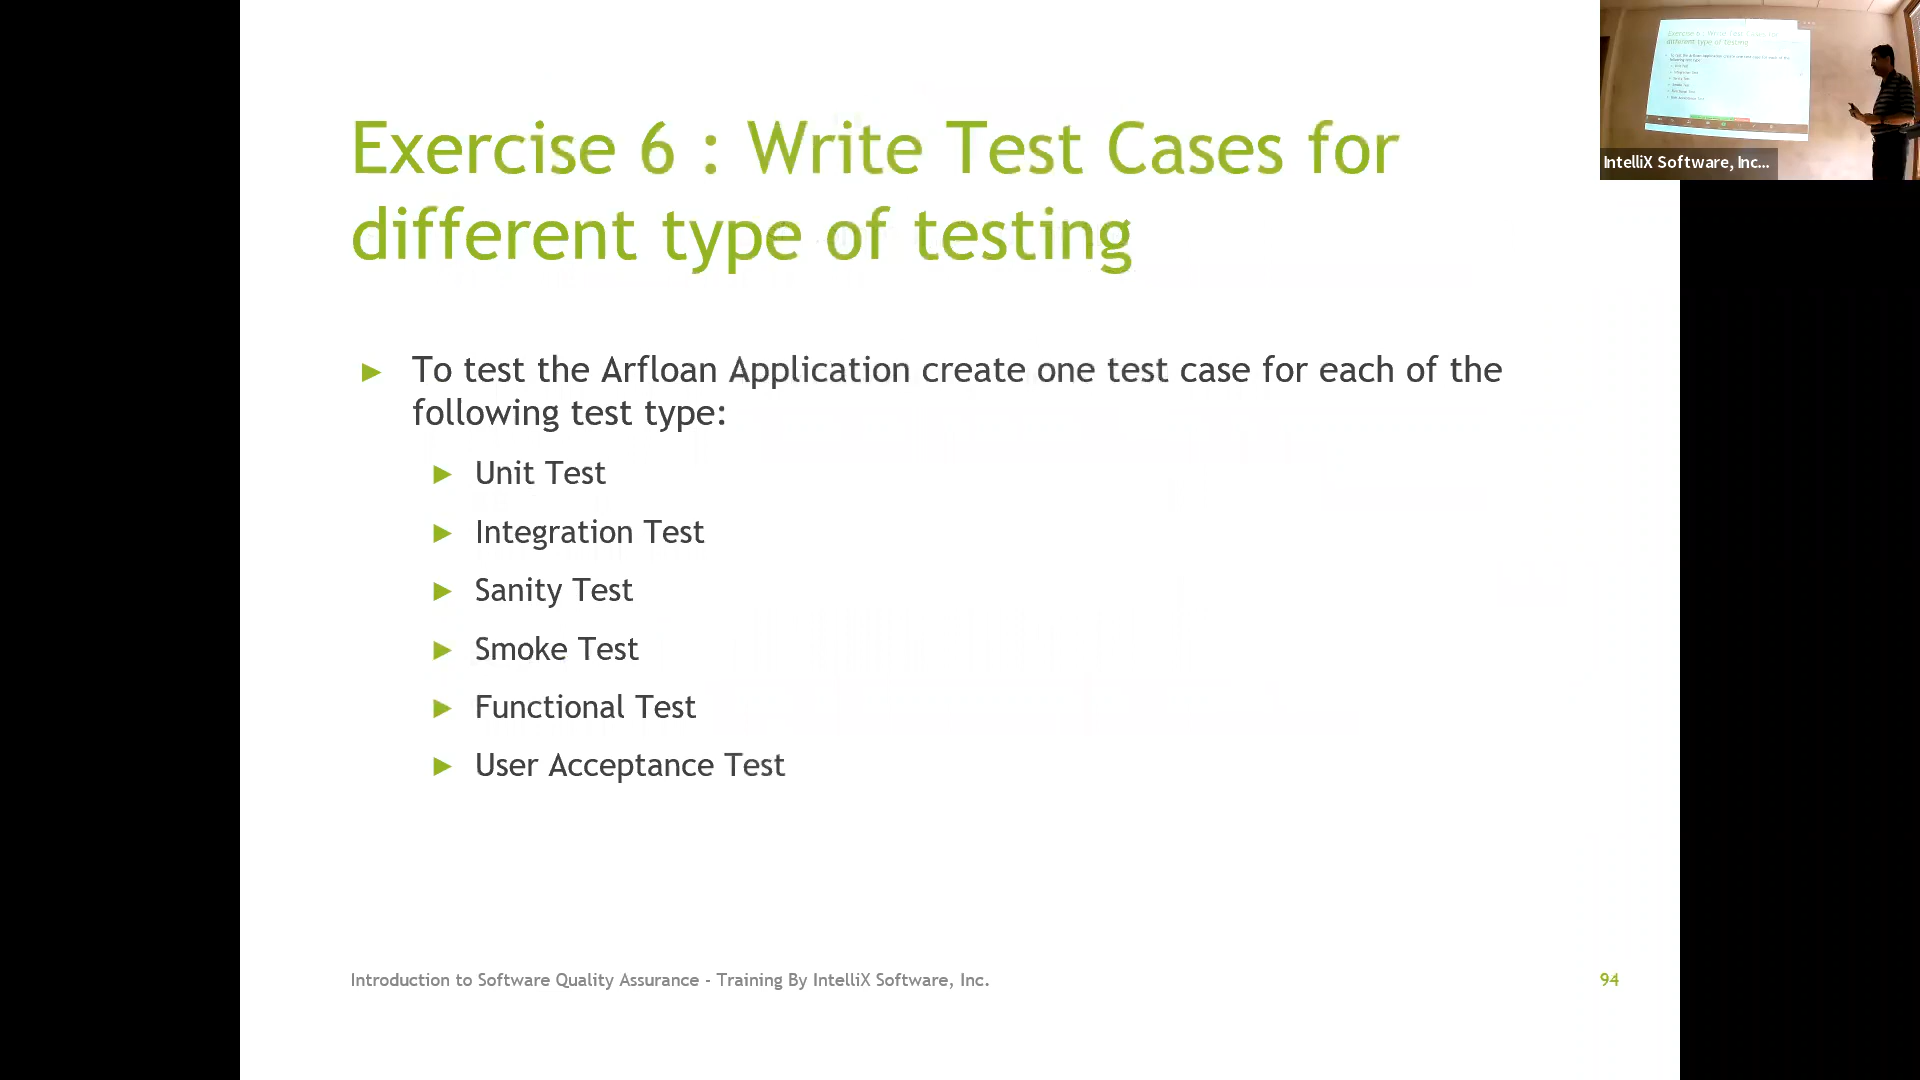 Exercise 6 : Write Test Cases for
different type of testing
To test the Arfloan Application create one test case for each of the
following test type:
Unit Test
Integration Test
Sanity Test
Smoke Test
Functional Test
User Acceptance Test
Introduction to Software Quality Assurance - Training By IntelliX Software, Inc.
94
IntelliX Software, Inc...